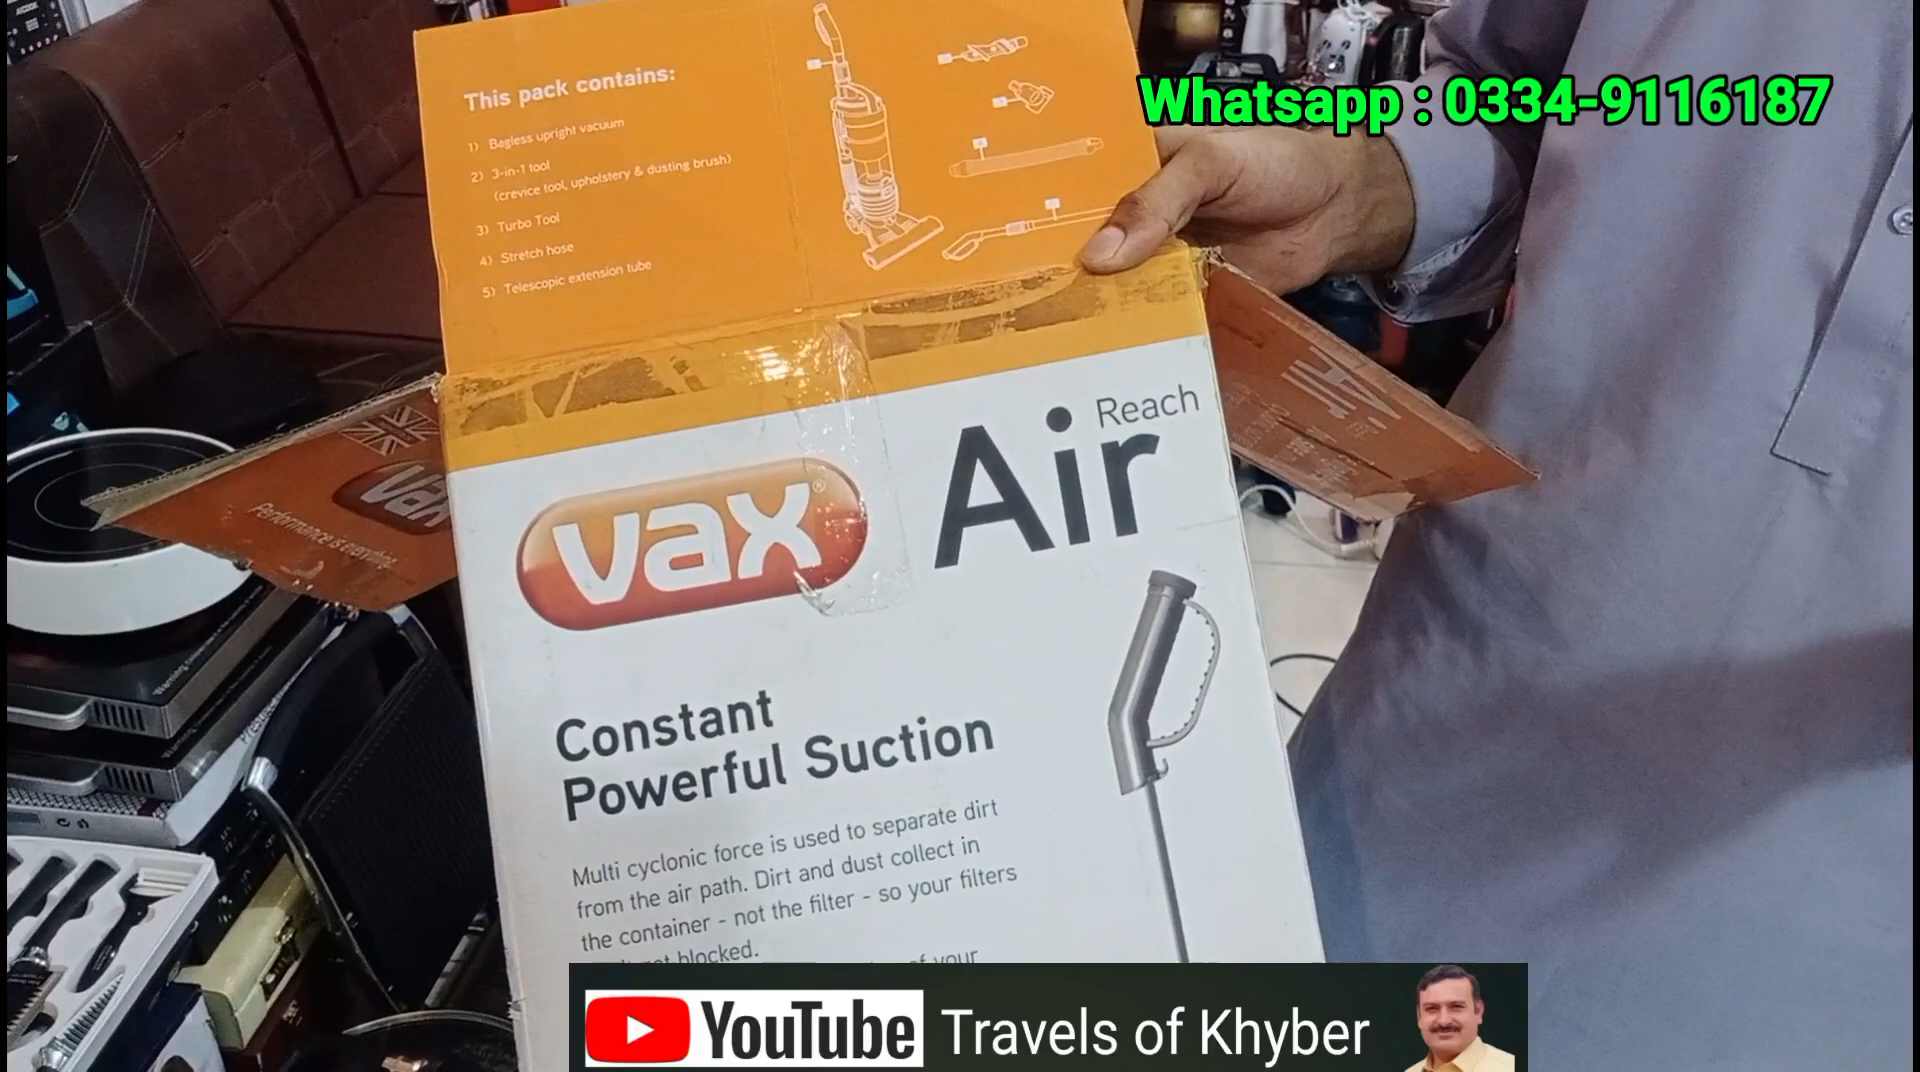 This pack contains:
1) Bagless upright vacuum
2) 3-in-1 tool
(crevice tool, upholstery & dusting brush)
3) Turbo Tool
4) Stretch hose
5) Telescopic extension tube
Whatsapp : 0334-9116187
vax
Performance is everything
vax®
Air
Reach
Air
Constant
Powerful Suction
Multi cyclonic force is used to separate dirt
from the air path. Dirt and dust collect in
the container - not the filter - so your filters
blocked.
of your
YouTube Travels of Khyber